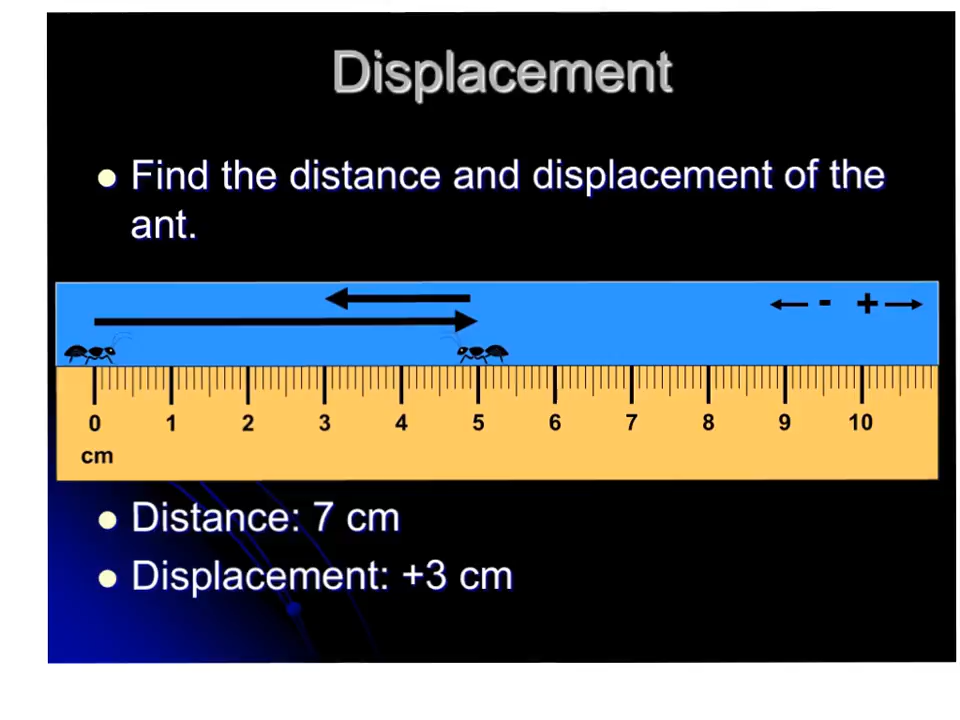 Displacement
Find the distance and displacement of the
ant.
- +
0 1 2 3 4 5 6 7 8 9 10
cm
Distance: 7 cm
Displacement: +3 cm